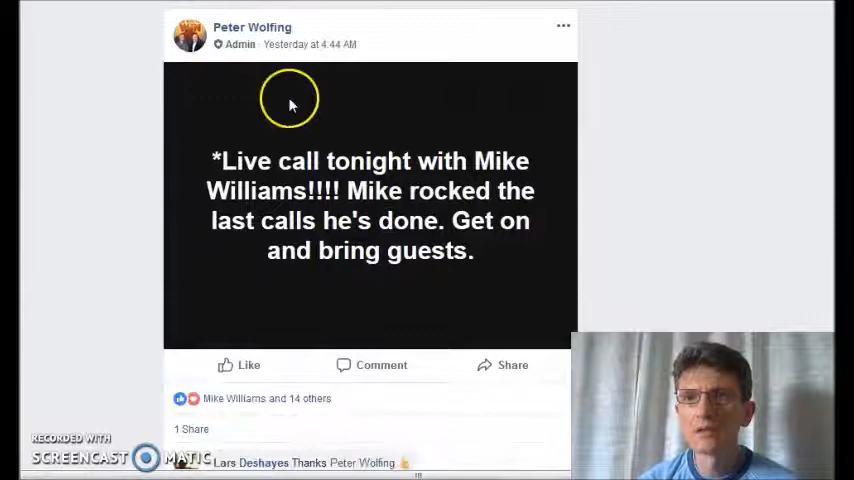 Peter Wolfing
Admin · Yesterday at 4:44 AM
*Live call tonight with Mike
Williams!!!! Mike rocked the
last calls he's done. Get on
and bring guests.
Like Comment Share
Mike Williams and 14 others
1 Share
Lars Deshayes Thanks Peter Wolfing
RECORDED WITH
SCREENCAST MATIC